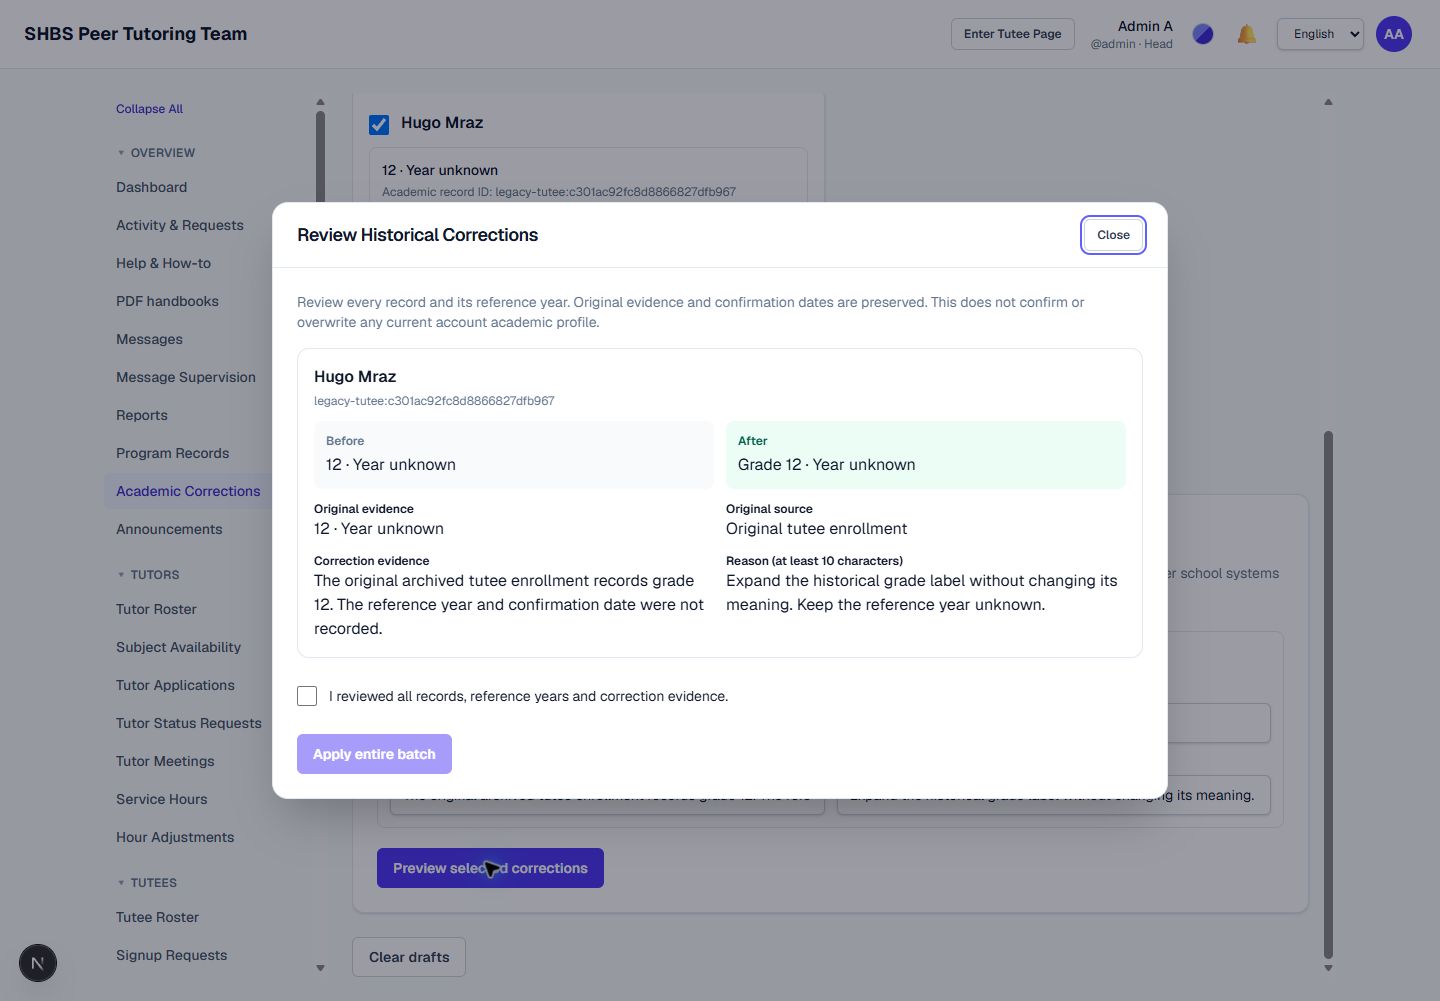 SHBS Peer Tutoring Team
Enter Tutee Page
Admin A
@admin · Head
English
AA
Collapse All
OVERVIEW
Dashboard
Activity & Requests
Help & How-to
PDF handbooks
Messages
Message Supervision
Reports
Program Records
Academic Corrections
Announcements
TUTORS
Tutor Roster
Subject Availability
Tutor Applications
Tutor Status Requests
Tutor Meetings
Service Hours
Hour Adjustments
TUTEES
Tutee Roster
Signup Requests
N
Hugo Mraz
12 · Year unknown
Academic record ID: legacy-tutee:c301ac92fc8d8866827dfb967
Review Historical Corrections
Close
Review every record and its reference year. Original evidence and confirmation dates are preserved. This does not confirm or
overwrite any current account academic profile.
Hugo Mraz
legacy-tutee:c301ac92fc8d8866827dfb967
Before
12 · Year unknown
After
Grade 12 · Year unknown
Original evidence
12 · Year unknown
Original source
Original tutee enrollment
Correction evidence
The original archived tutee enrollment records grade
12. The reference year and confirmation date were not
recorded.
Reason (at least 10 characters)
Expand the historical grade label without changing its
meaning. Keep the reference year unknown.
I reviewed all records, reference years and correction evidence.
Apply entire batch
school systems
its meaning.
Preview selected corrections
Clear drafts